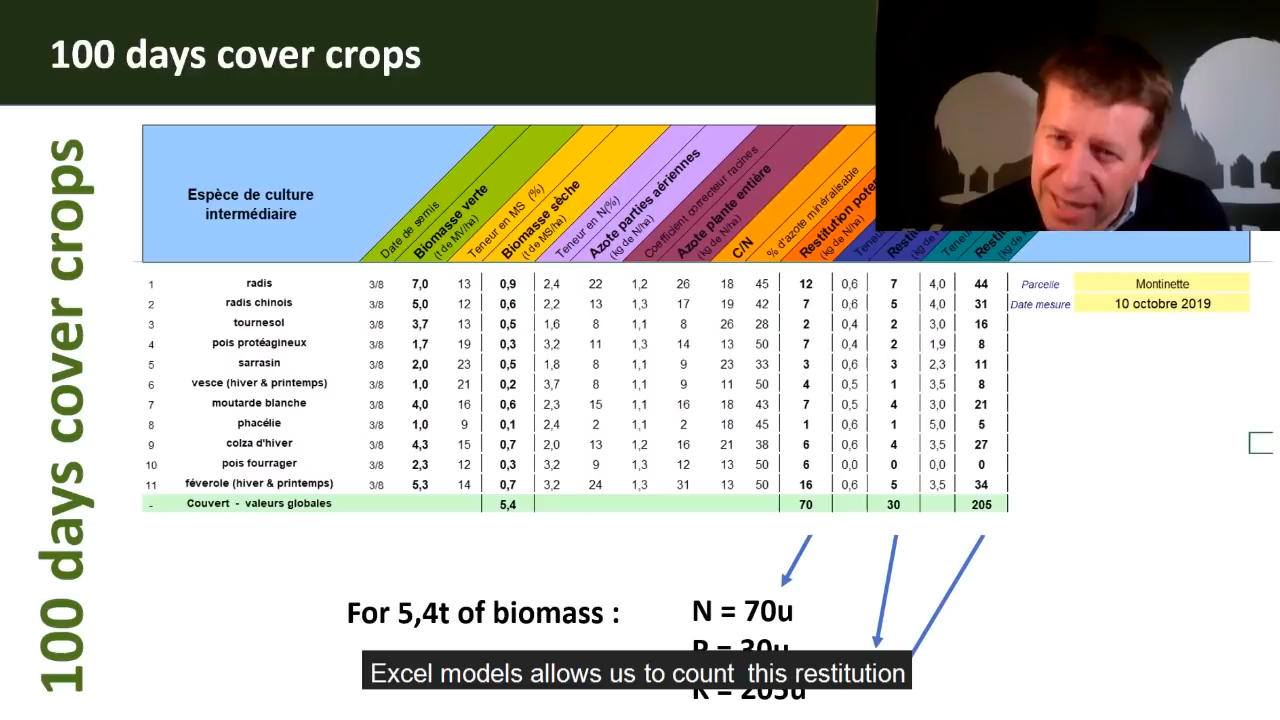 100 days cover crops
100 days cover crops
Espèce de culture
intermédiaire
Date de semis
Biomasse verte
(t de MV/ha)
Teneur en MS (%)
Biomasse sèche
(t de MS/ha)
Teneur en N(%)
Azote parties aériennes
(kg de N/ha)
Coefficient correcteur racines
Azote plante entière
(kg de N/ha)
C/N
% d'azote minéralisable
Restitution
(kg de N/ha)
1 radis 3/8 7,0 13 0,9 2,4 22 1,2 26 18 45 12 0,6 7 4,0 44 Parcelle Montinette
2 radis chinois 3/8 5,0 12 0,6 2,2 13 1,3 17 19 42 7 0,6 5 4,0 31 Date mesure 10 octobre 2019
3 tournesol 3/8 3,7 13 0,5 1,6 8 1,1 8 26 28 2 0,4 2 3,0 16
4 pois protéagineux 3/8 1,7 19 0,3 3,2 11 1,3 14 13 50 7 0,4 2 1,9 8
5 sarrasin 3/8 2,0 23 0,5 1,8 8 1,1 9 23 33 3 0,6 3 2,3 11
6 vesce (hiver & printemps) 3/8 1,0 21 0,2 3,7 8 1,1 9 11 50 4 0,5 1 3,5 8
7 moutarde blanche 3/8 4,0 16 0,6 2,3 15 1,1 16 18 43 7 0,5 4 3,0 21
8 phacélie 3/8 1,0 9 0,1 2,4 2 1,1 2 18 45 1 0,6 1 5,0 5
9 colza d'hiver 3/8 4,3 15 0,7 2,0 13 1,2 16 21 38 6 0,6 4 3,5 27
10 pois fourrager 3/8 2,3 12 0,3 3,2 9 1,3 12 13 50 6 0,0 0 0,0 0
11 féverole (hiver & printemps) 3/8 5,3 14 0,7 3,2 24 1,3 31 13 50 16 0,6 5 3,5 34
- Couvert - valeurs globales 5,4 70 30 205
For 5,4t of biomass :
N = 70u
P = 30u
K = 205u
Excel models allows us to count this restitution